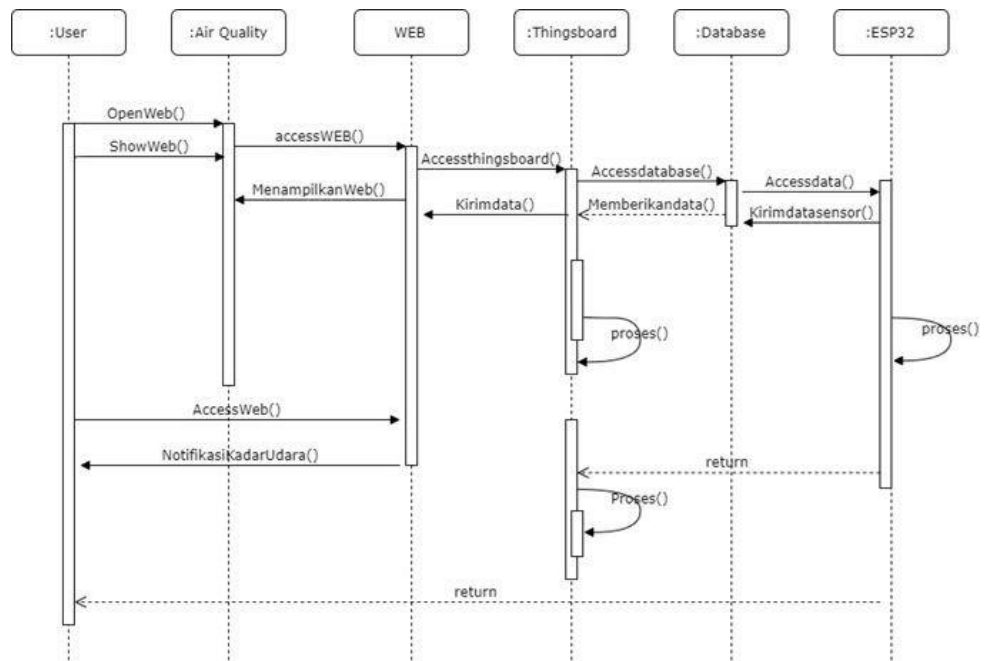 :User
:Air Quality
WEB
:Thingsboard
:Database
:ESP32
OpenWeb()
accessWEB()
ShowWeb()
Accessthingsboard()
Accessdatabase()
Accessdata()
MenampilkanWeb()
Kirimdata()
Memberikandata()
Kirimdatasensor()
proses()
proses()
AccessWeb()
NotifikasiKadarUdara()
return
Proses()
return